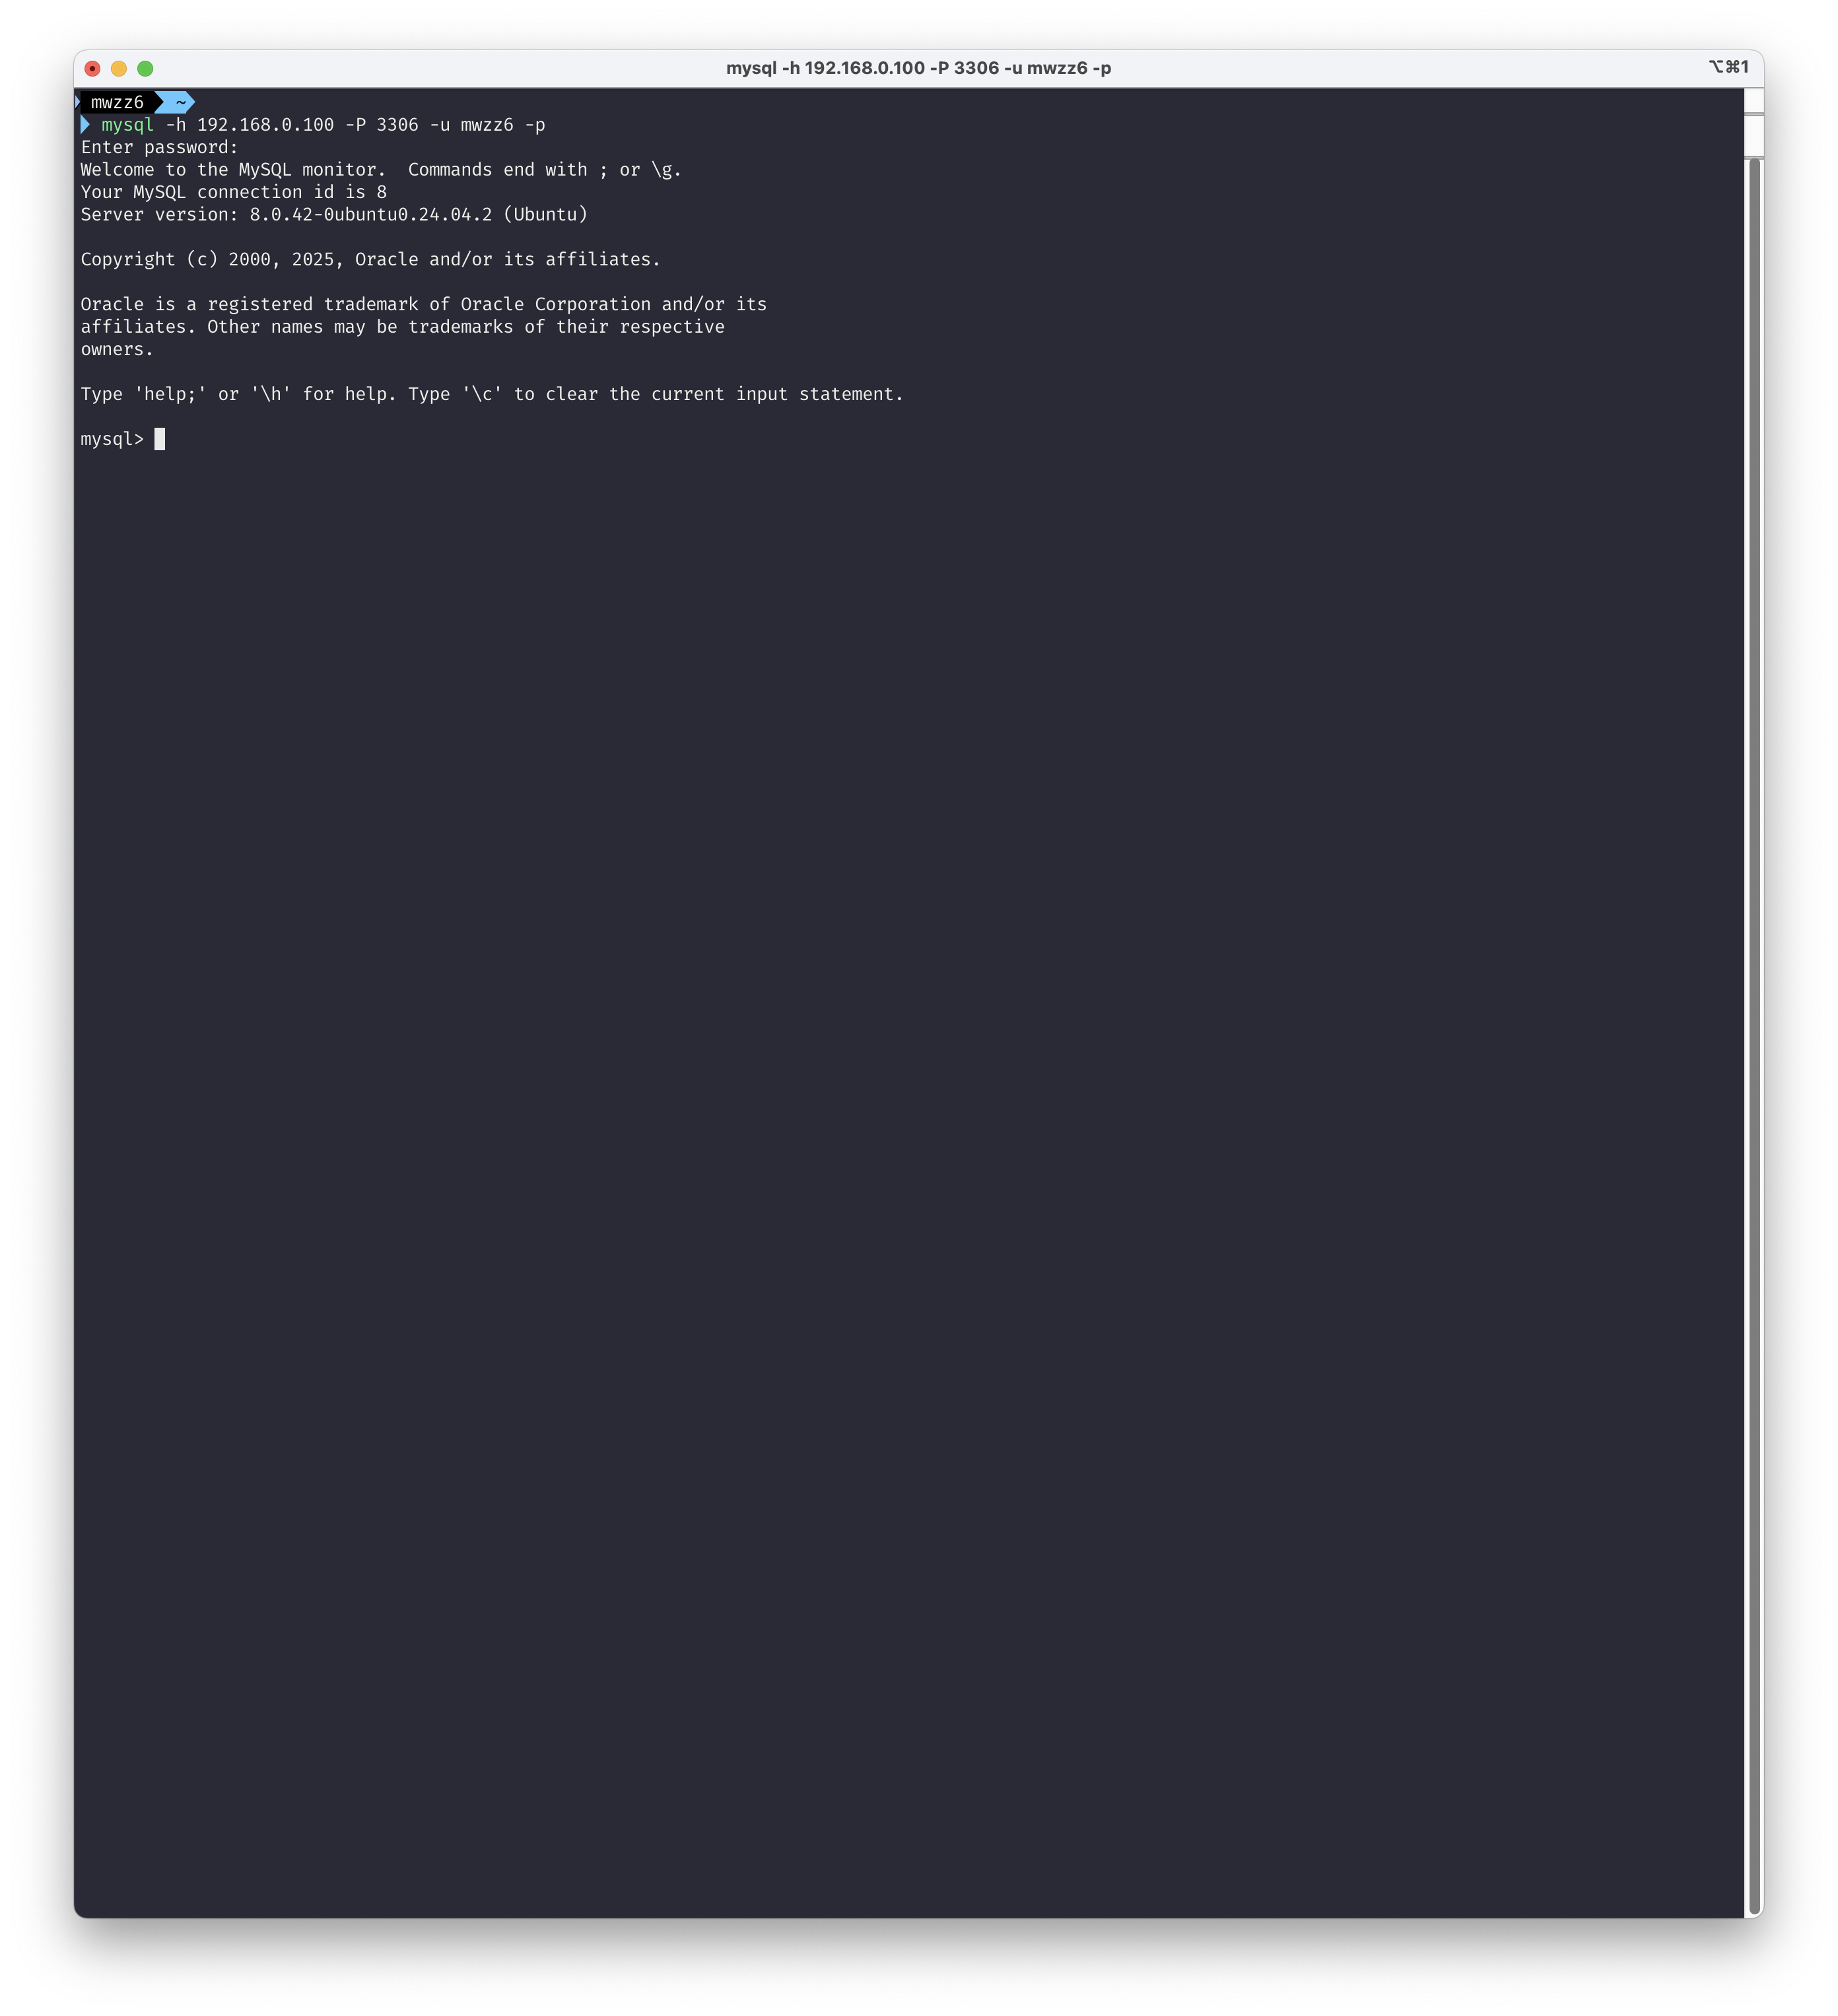 mysql -h 192.168.0.100 -P 3306 -u mwzz6 -p
⌥⌘1
mwzz6 ~
mysql -h 192.168.0.100 -P 3306 -u mwzz6 -p
Enter password:
Welcome to the MySQL monitor.  Commands end with ; or \g.
Your MySQL connection id is 8
Server version: 8.0.42-0ubuntu0.24.04.2 (Ubuntu)
Copyright (c) 2000, 2025, Oracle and/or its affiliates.
Oracle is a registered trademark of Oracle Corporation and/or its
affiliates. Other names may be trademarks of their respective
owners.
Type 'help;' or '\h' for help. Type '\c' to clear the current input statement.
mysql>